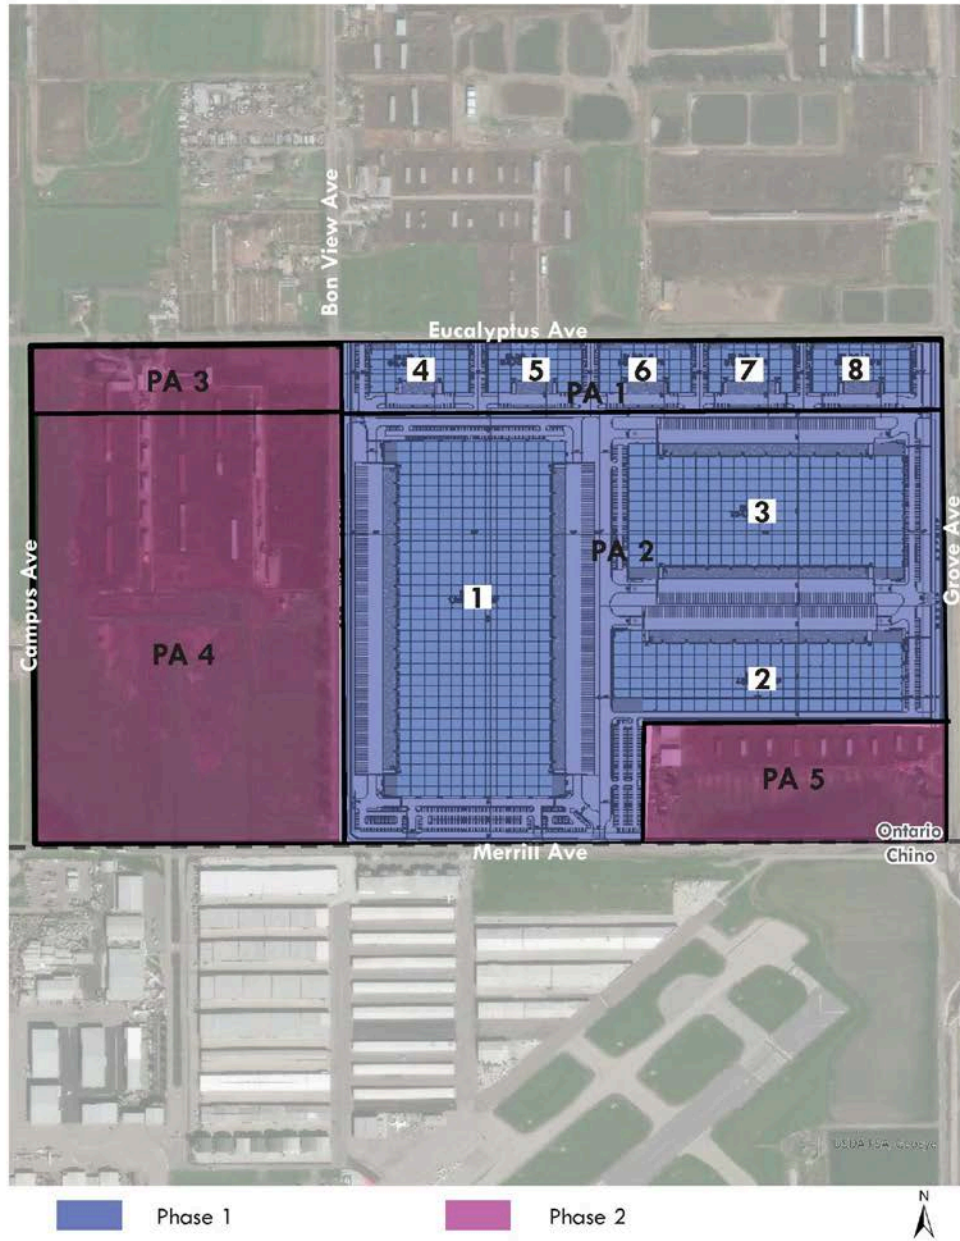 Bon View Ave
Eucalyptus Ave
PA 3
4
5
6
7
8
PA 1
3
PA 2
Grove Ave
1
Campus Ave
PA 4
2
PA 5
Ontario
Chino
Merrill Ave
USDA FSA, GeoEye
Phase 1
Phase 2
N